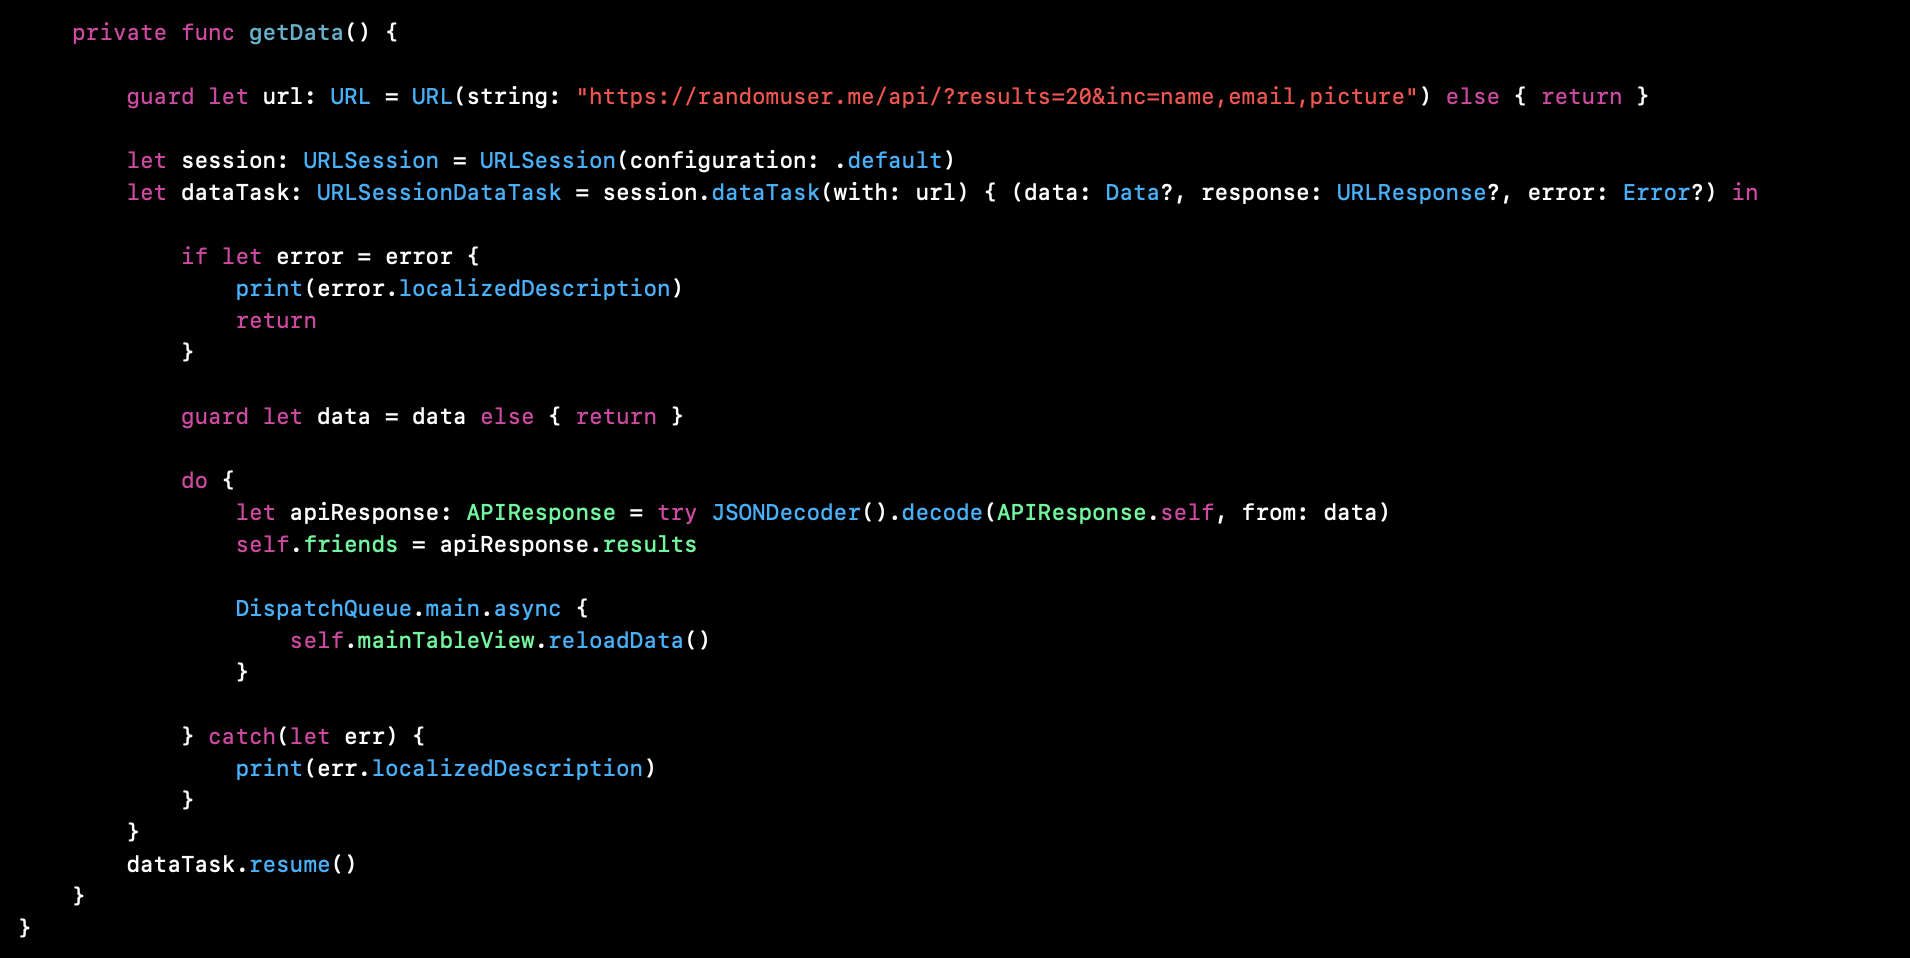 private func getData() {
guard let url: URL = URL(string: "https://randomuser.me/api/?results=20&inc=name,email,picture") else { return }
let session: URLSession = URLSession(configuration: .default)
let dataTask: URLSessionDataTask = session.dataTask(with: url) { (data: Data?, response: URLResponse?, error: Error?) in
if let error = error {
print(error.localizedDescription)
return
}
guard let data = data else { return }
do {
let apiResponse: APIResponse = try JSONDecoder().decode(APIResponse.self, from: data)
self.friends = apiResponse.results
DispatchQueue.main.async {
self.mainTableView.reloadData()
}
} catch(let err) {
print(err.localizedDescription)
}
}
dataTask.resume()
}
}